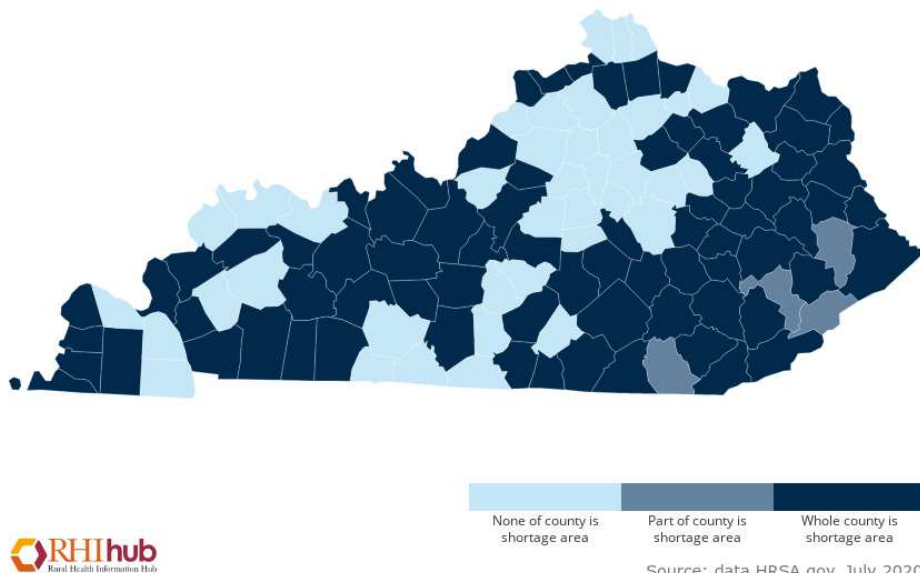 None of county is
shortage area
Part of county is
shortage area
Whole county is
shortage area
RHIhub
Rural Health Information Hub
Source: data.HRSA.gov, July 2020